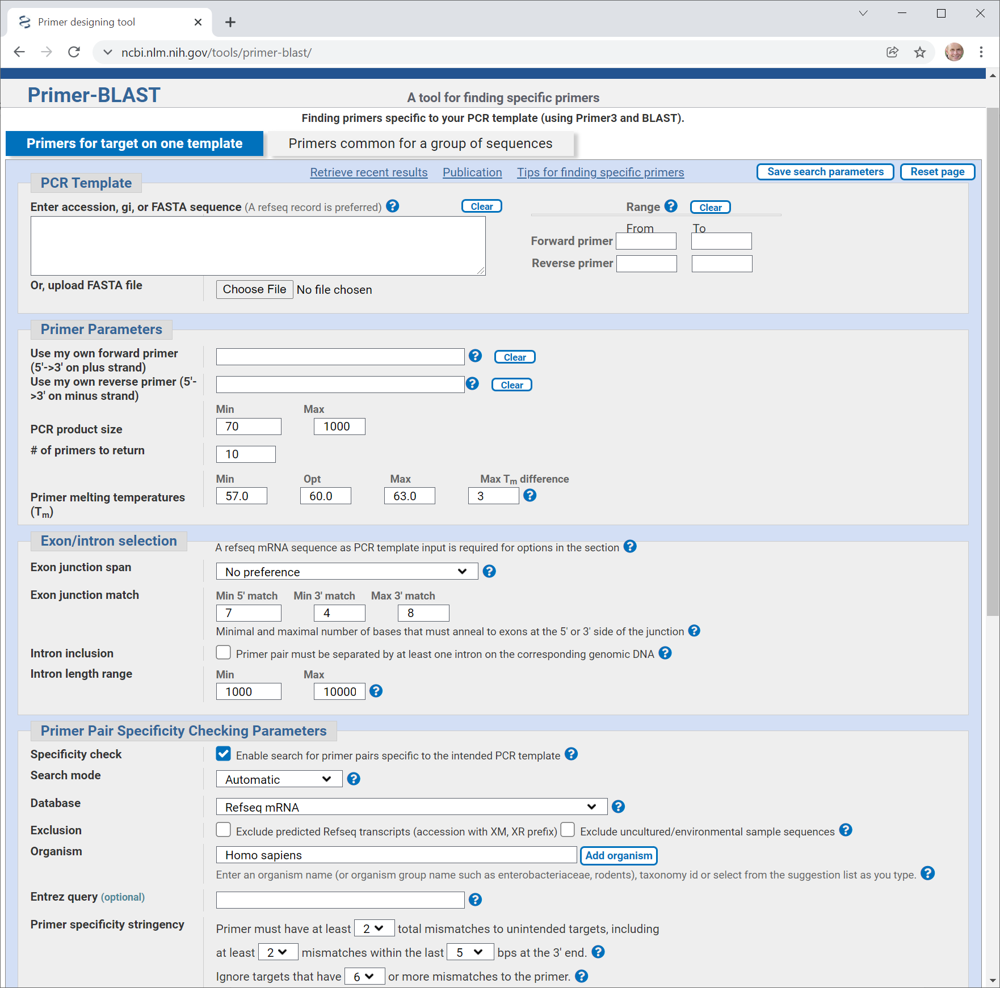 Primer designing tool
ncbi.nlm.nih.gov/tools/primer-blast/
Primer-BLAST
A tool for finding specific primers
Finding primers specific to your PCR template (using Primer3 and BLAST).
Primers for target on one template
Primers common for a group of sequences
Retrieve recent results Publication Tips for finding specific primers Save search parameters Reset page
PCR Template
Enter accession, gi, or FASTA sequence (A refseq record is preferred) ? Clear
Range ? Clear
From To
Forward primer
Reverse primer
Or, upload FASTA file Choose File No file chosen
Primer Parameters
Use my own forward primer
(5'->3' on plus strand) ? Clear
Use my own reverse primer (5'-
>3' on minus strand) ? Clear
Min Max
PCR product size 70 1000
# of primers to return 10
Min Opt Max Max Tm difference
Primer melting temperatures
(Tm) 57.0 60.0 63.0 3 ?
Exon/intron selection
A refseq mRNA sequence as PCR template input is required for options in the section ?
Exon junction span No preference ?
Exon junction match Min 5' match Min 3' match Max 3' match
7 4 8
Minimal and maximal number of bases that must anneal to exons at the 5' or 3' side of the junction ?
Intron inclusion Primer pair must be separated by at least one intron on the corresponding genomic DNA ?
Intron length range Min Max
1000 10000 ?
Primer Pair Specificity Checking Parameters
Specificity check Enable search for primer pairs specific to the intended PCR template ?
Search mode Automatic ?
Database Refseq mRNA ?
Exclusion Exclude predicted Refseq transcripts (accession with XM, XR prefix) Exclude uncultured/environmental sample sequences ?
Organism Homo sapiens Add organism
Enter an organism name (or organism group name such as enterobacteriaceae, rodents), taxonomy id or select from the suggestion list as you type. ?
Entrez query (optional) ?
Primer specificity stringency Primer must have at least 2 total mismatches to unintended targets, including
at least 2 mismatches within the last 5 bps at the 3' end. ?
Ignore targets that have 6 or more mismatches to the primer. ?